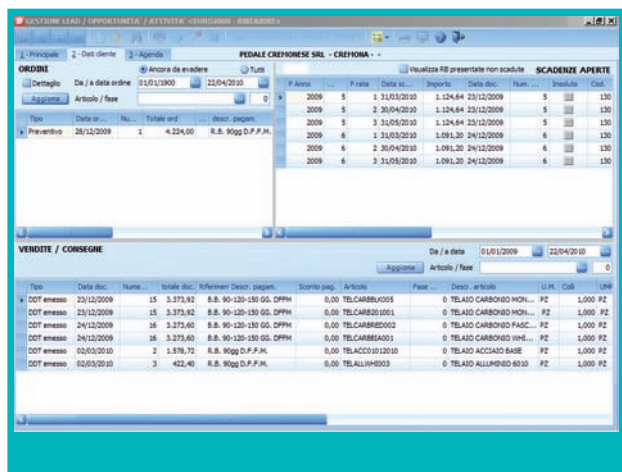 GESTIONE LEAD / OPPORTUNITA' / ATTIVITA'
1 - Principale 2 - Dati cliente 3 - Agenda PEDALE CREMONESE SRL - CREMONA - -
ORDINI Ancora da evadere Tutti Visualizza RB presentate non scadute SCADENZE APERTE
Dettaglio Da / a data ordine 01/01/1900 22/04/2010
Aggiorna Articolo / fase 0
Tipo Data or... Nu... Totale ord ... descr. pagam.
Preventivo 28/12/2009 1 4.224,00 R.B. 90gg D.F.F.M.
P Anno ... P rata Data sc... Importo Data doc. Num. ... Insoluto Cod.
2009 5 1 31/03/2010 1.124,64 23/12/2009 5 130
2009 5 2 30/04/2010 1.124,64 23/12/2009 5 130
2009 5 3 31/05/2010 1.124,64 23/12/2009 5 130
2009 6 1 31/03/2010 1.091,20 24/12/2009 6 130
2009 6 2 30/04/2010 1.091,20 24/12/2009 6 130
2009 6 3 31/05/2010 1.091,20 24/12/2009 6 130
VENDITE / CONSEGNE Da / a data 01/01/2009 22/04/2010
Aggiorna Articolo / fase 0
Tipo Data doc. Nume... totale doc. Riferimen Descr. pagam. Sconto pag. Articolo Fase ... Descr. articolo U.M. Colli UMP
DDT emesso 23/12/2009 15 3.373,92 B.B. 90-120-150 GG. DFFM 0,00 TELCARBBLK005 0 TELAIO CARBONIO MON... PZ 1,000 PZ
DDT emesso 23/12/2009 15 3.373,92 B.B. 90-120-150 GG. DFFM 0,00 TELCARB201001 0 TELAIO CARBONIO MON... PZ 1,000 PZ
DDT emesso 24/12/2009 16 3.273,60 B.B. 90-120-150 GG. DFFM 0,00 TELCARBRED002 0 TELAIO CARBONIO FASC... PZ 1,000 PZ
DDT emesso 24/12/2009 16 3.273,60 B.B. 90-120-150 GG. DFFM 0,00 TELCARBBIA001 0 TELAIO CARBONIO WHI... PZ 1,000 PZ
DDT emesso 02/03/2010 2 1.578,72 R.B. 90gg D.F.F.M. 0,00 TELACC01012010 0 TELAIO ACCIAIO BASE PZ 1,000 PZ
DDT emesso 02/03/2010 3 422,40 R.B. 90gg D.F.F.M. 0,00 TELALLWHI003 0 TELAIO ALLUMINIO 6010 PZ 1,000 PZ